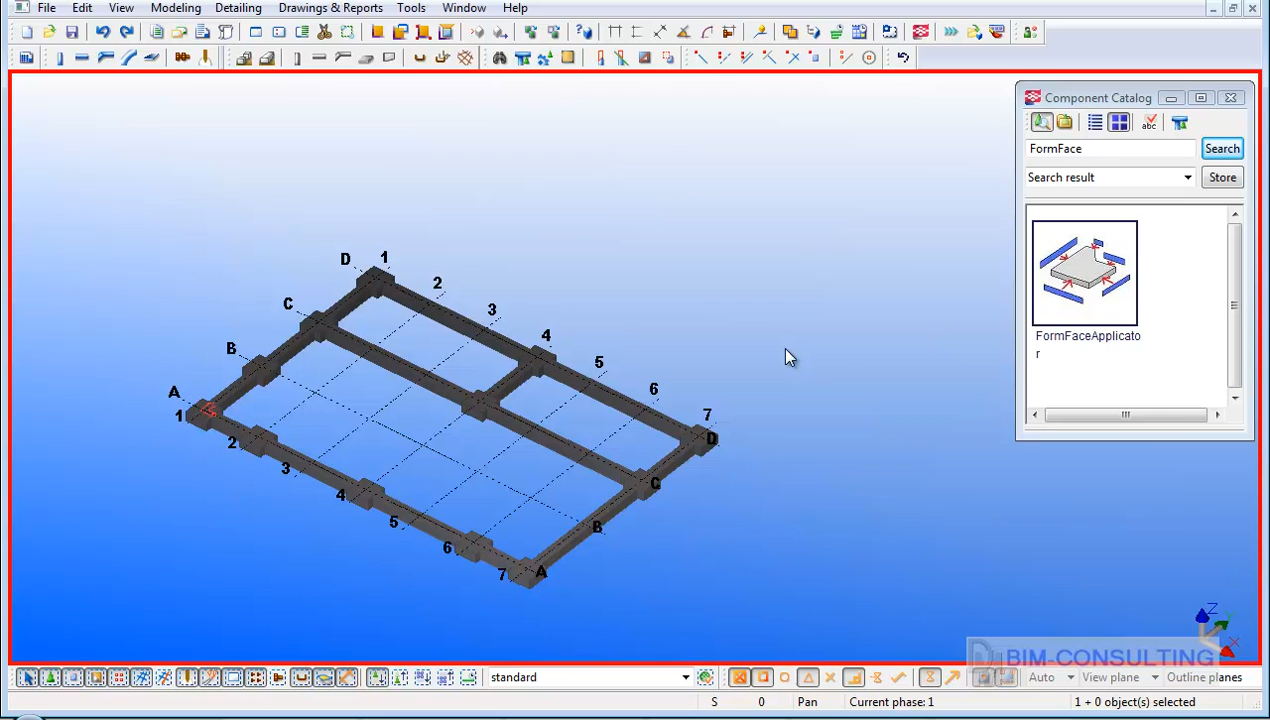 File Edit View Modeling Detailing Drawings & Reports Tools Window Help
Component Catalog
abc
FormFace Search
Search result Store
FormFaceApplicato
r
D 1
2
C 3
B 4
A 5
1 6
2 7
3 D
4 C
5 B
6
7 A
Z
Y
X
BIM-CONSULTING
standard Auto View plane Outline planes
S 0 Pan Current phase: 1 1 + 0 object(s) selected